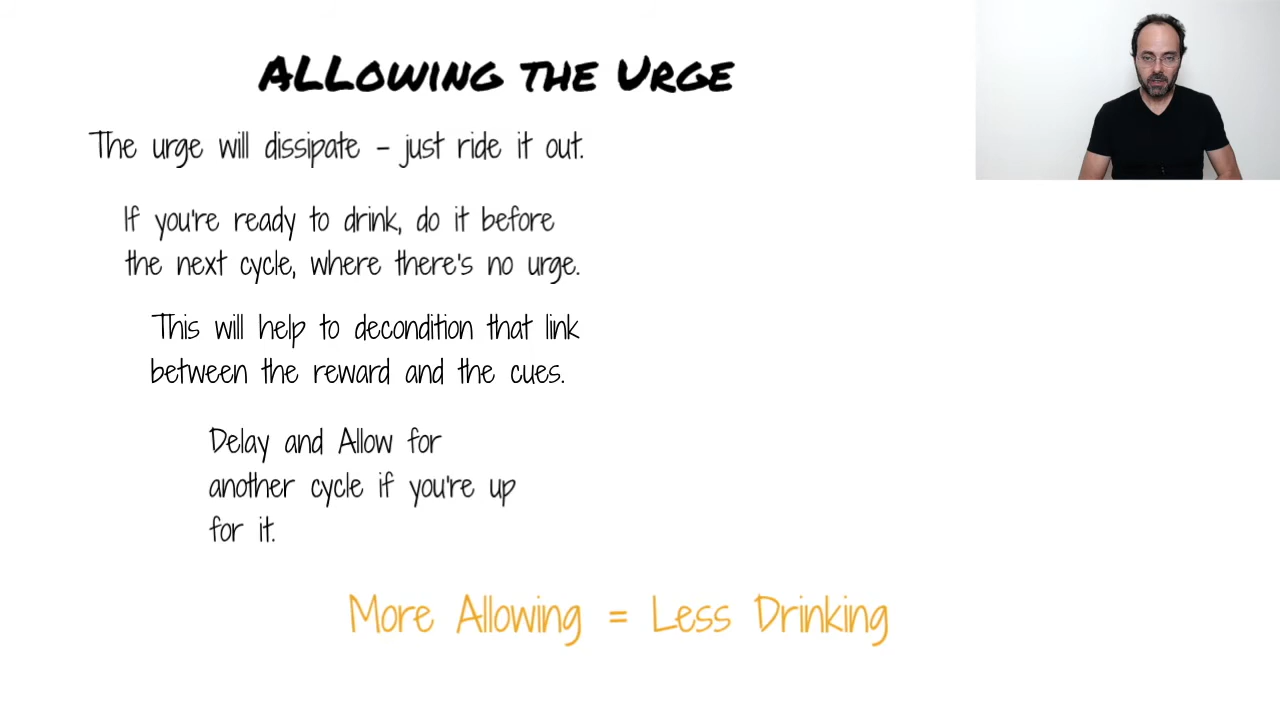 ALLOWING THE URGE
The urge will dissipate - just ride it out.
If you're ready to drink, do it before
the next cycle, where there's no urge.
This will help to decondition that link
between the reward and the cues.
Delay and Allow for
another cycle if you're up
for it.
More Allowing = Less Drinking